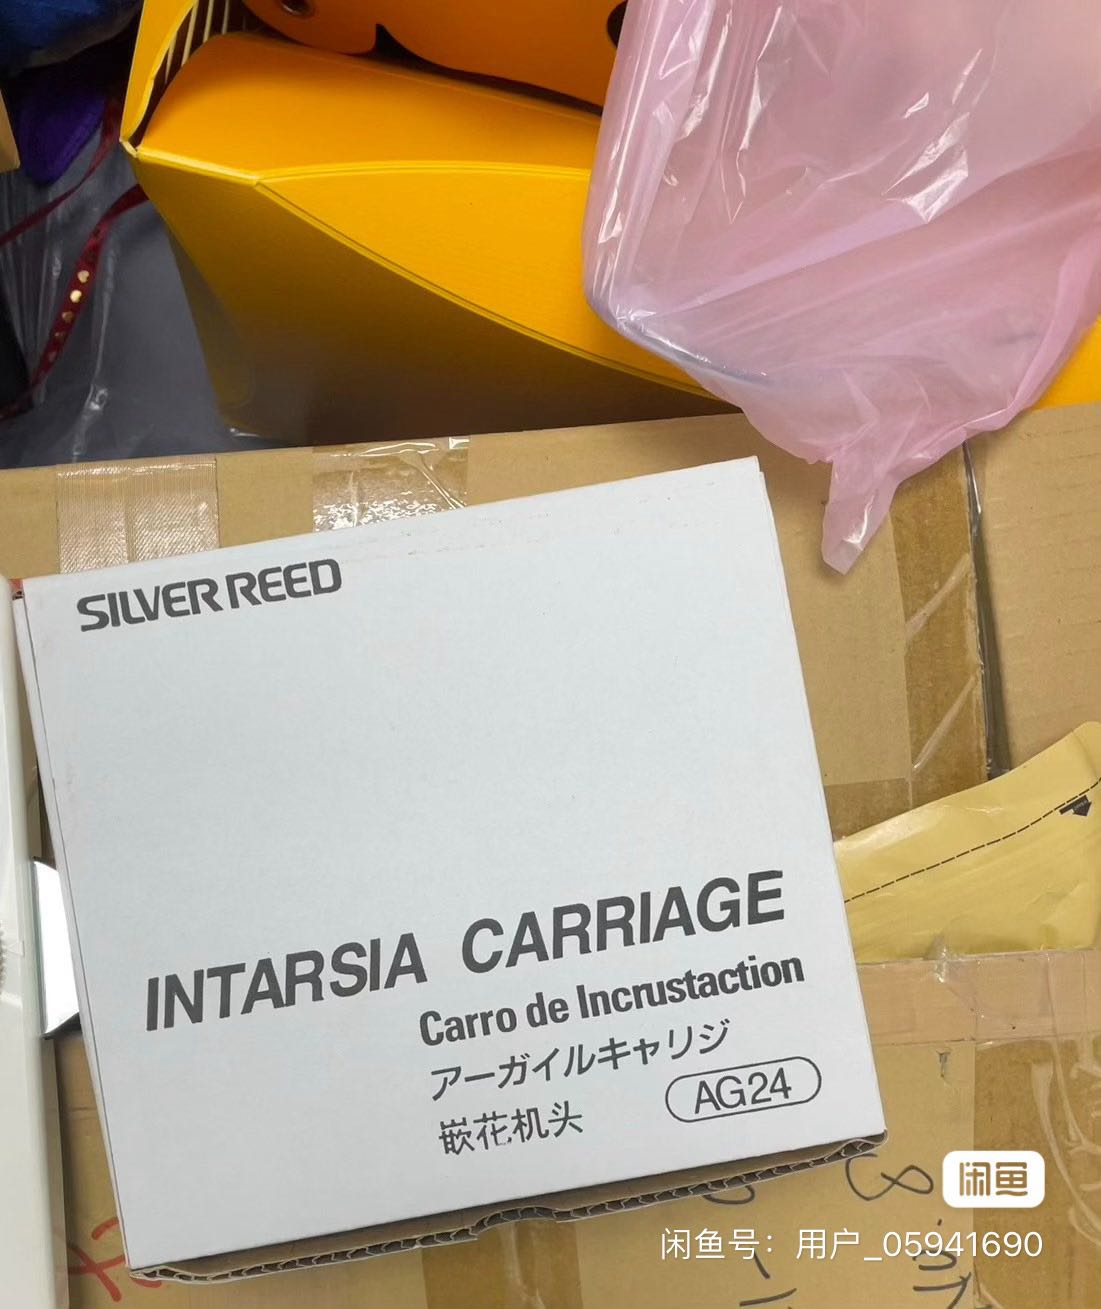 SILVER REED
INTARSIA CARRIAGE
Carro de Incrustaction
アーガイルキャリジ
嵌花机头
AG24
闲鱼
闲鱼号：用户_05941690